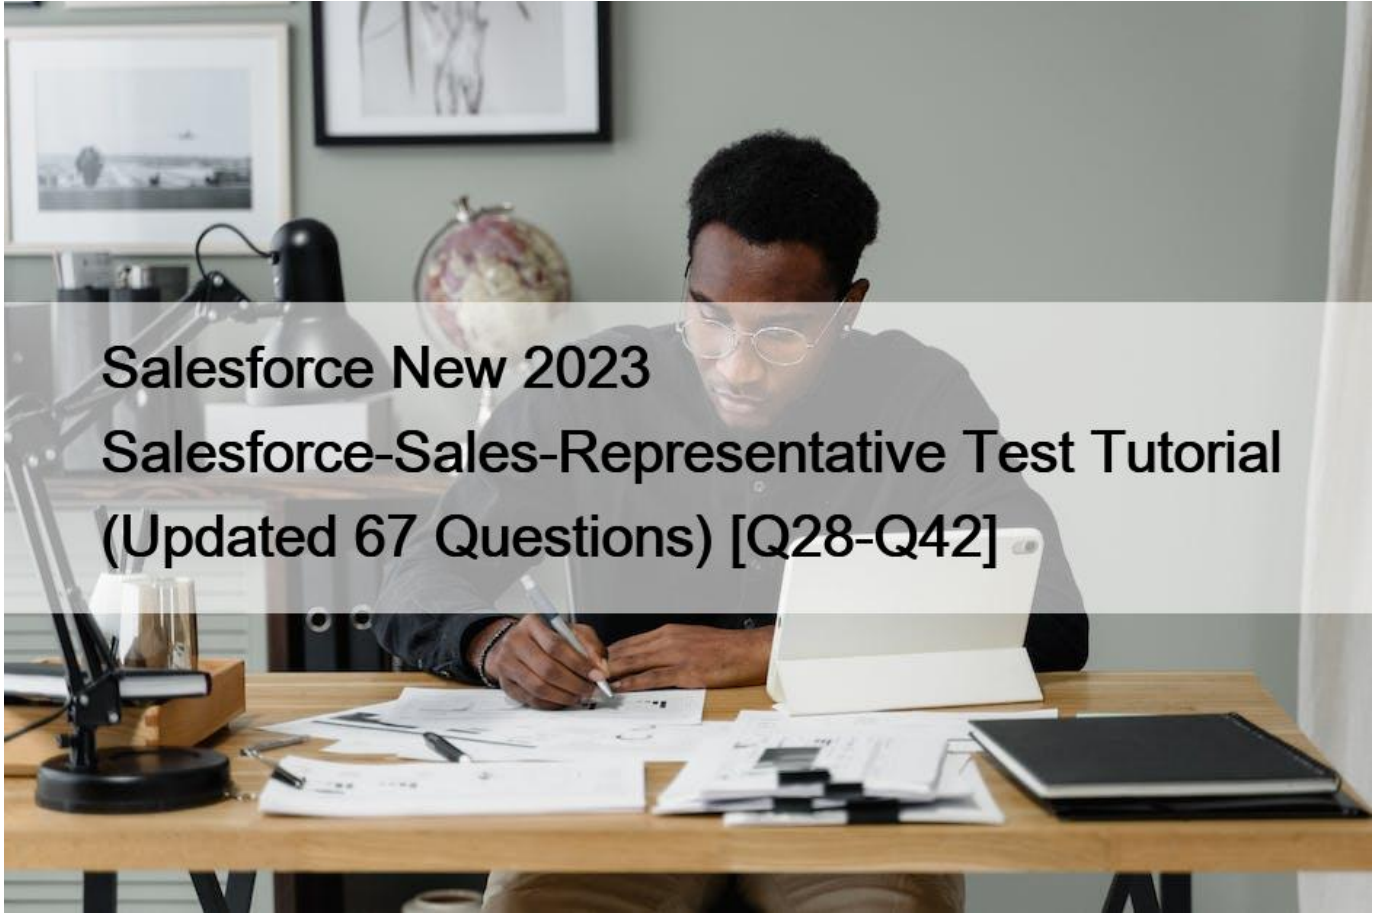 Salesforce New 2023
Salesforce-Sales-Representative Test Tutorial
(Updated 67 Questions) [Q28-Q42]